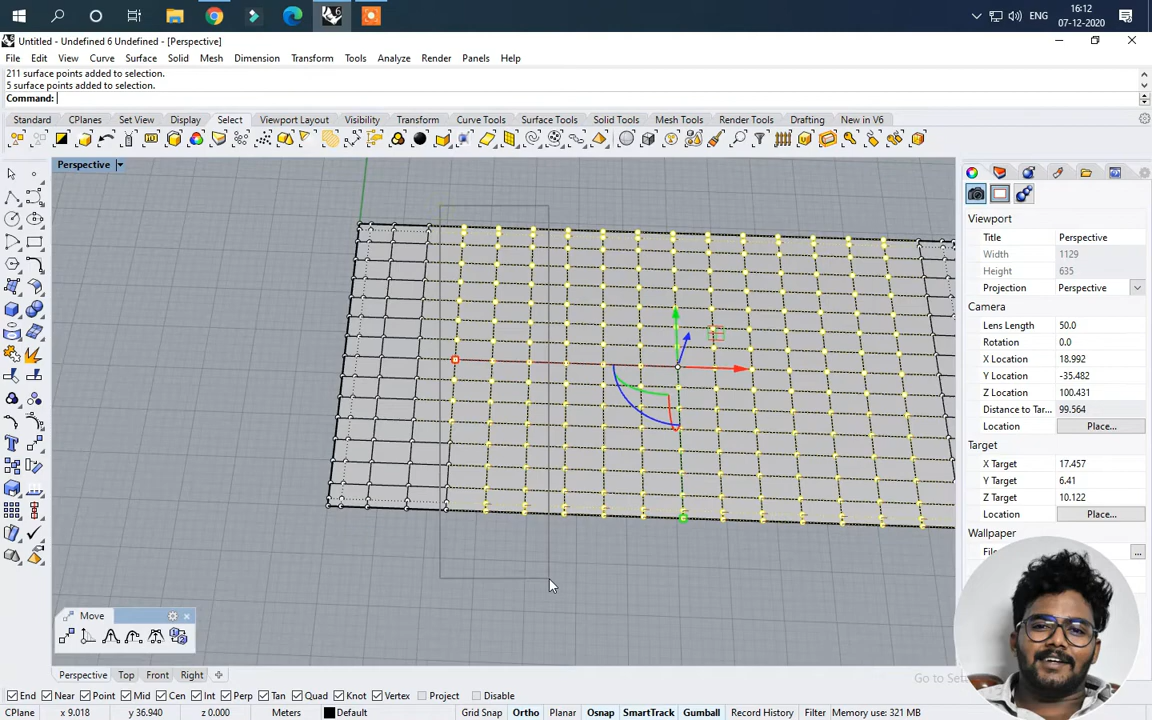 16:12
ENG
07-12-2020
Untitled - Undefined 6 Undefined - [Perspective]
File Edit View Curve Surface Solid Mesh Dimension Transform Tools Analyze Render Panels Help
211 surface points added to selection.
5 surface points added to selection.
Command:
Standard CPlanes Set View Display Select Viewport Layout Visibility Transform Curve Tools Surface Tools Solid Tools Mesh Tools Render Tools Drafting New in V6
Perspective
Viewport
Title Perspective
Width 1129
Height 635
Projection Perspective
Camera
Lens Length 50.0
Rotation 0.0
X Location 18.992
Y Location -35.482
Z Location 100.431
Distance to Tar... 99.564
Location Place...
Target
X Target 17.457
Y Target 6.41
Z Target 10.122
Location Place...
Wallpaper
Move
Perspective Top Front Right
Go to Se
End Near Point Mid Cen Int Perp Tan Quad Knot Vertex Project Disable
CPlane x 9.018 y 36.940 z 0.000 Meters Default Grid Snap Ortho Planar Osnap SmartTrack Gumball Record History Filter Memory use: 321 MB